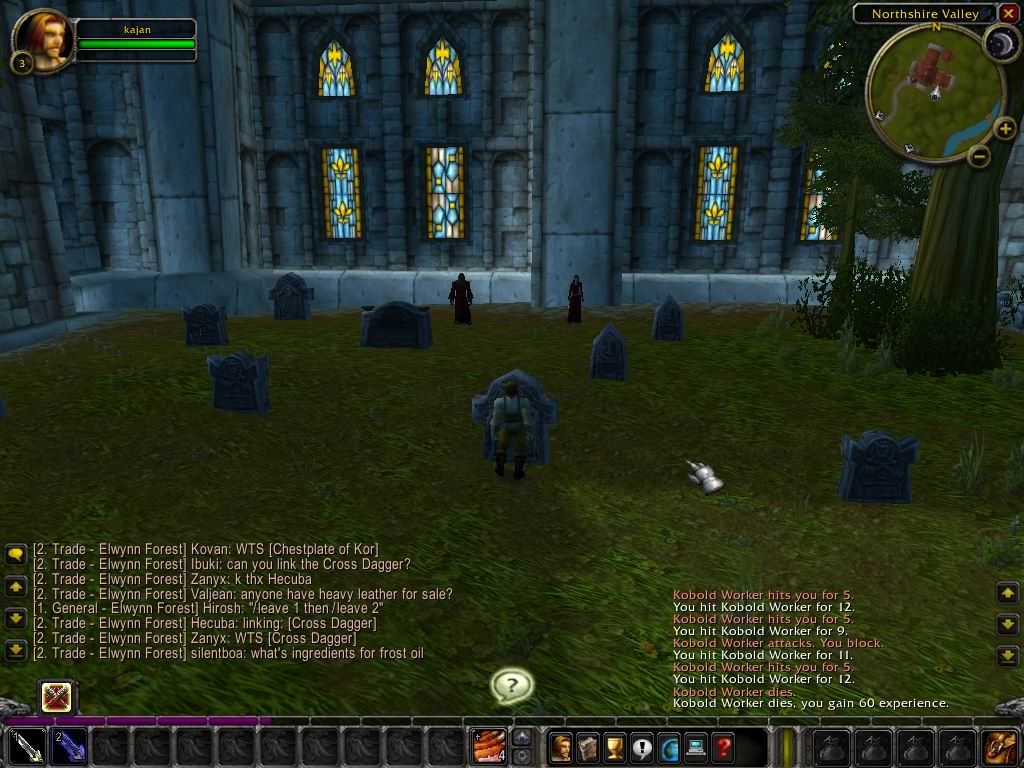 kajan
3
Northshire Valley
N
[2. Trade - Elwynn Forest] Kovan: WTS [Chestplate of Kor]
[2. Trade - Elwynn Forest] Ibuki: can you link the Cross Dagger?
[2. Trade - Elwynn Forest] Zanyx: k thx Hecuba
[2. Trade - Elwynn Forest] Valjean: anyone have heavy leather for sale?
[1. General - Elwynn Forest] Hirosh: "/leave 1 then /leave 2"
[2. Trade - Elwynn Forest] Hecuba: linking: [Cross Dagger]
[2. Trade - Elwynn Forest] Zanyx: WTS [Cross Dagger]
[2. Trade - Elwynn Forest] silentboa: what's ingredients for frost oil
Kobold Worker hits you for 5.
You hit Kobold Worker for 12.
Kobold Worker hits you for 5.
You hit Kobold Worker for 9.
Kobold Worker attacks. You block.
You hit Kobold Worker for 11.
Kobold Worker hits you for 5.
You hit Kobold Worker for 12.
Kobold Worker dies.
Kobold Worker dies, you gain 60 experience.
?
1
2
+
4
!
?